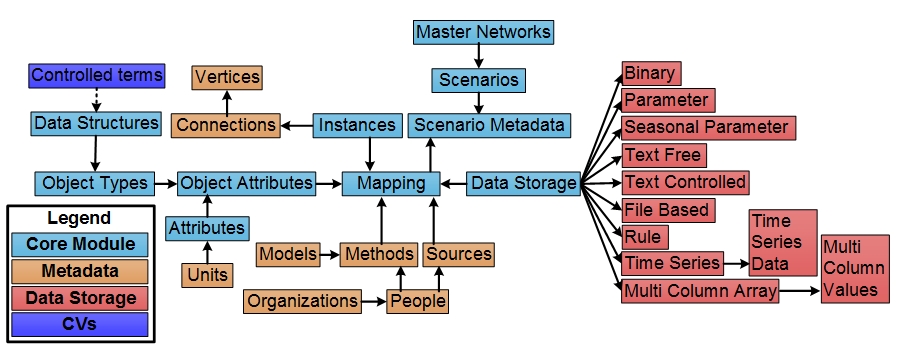 Master Networks
Controlled terms
Vertices
Scenarios
Binary
Parameter
Data Structures
Connections
Instances
Scenario Metadata
Seasonal Parameter
Text Free
Object Types
Object Attributes
Mapping
Data Storage
Text Controlled
File Based
Legend
Core Module
Metadata
Data Storage
CVs
Attributes
Rule
Time
Series
Data
Units
Models
Methods
Sources
Time Series
Multi
Column
Values
Organizations
People
Multi Column Array